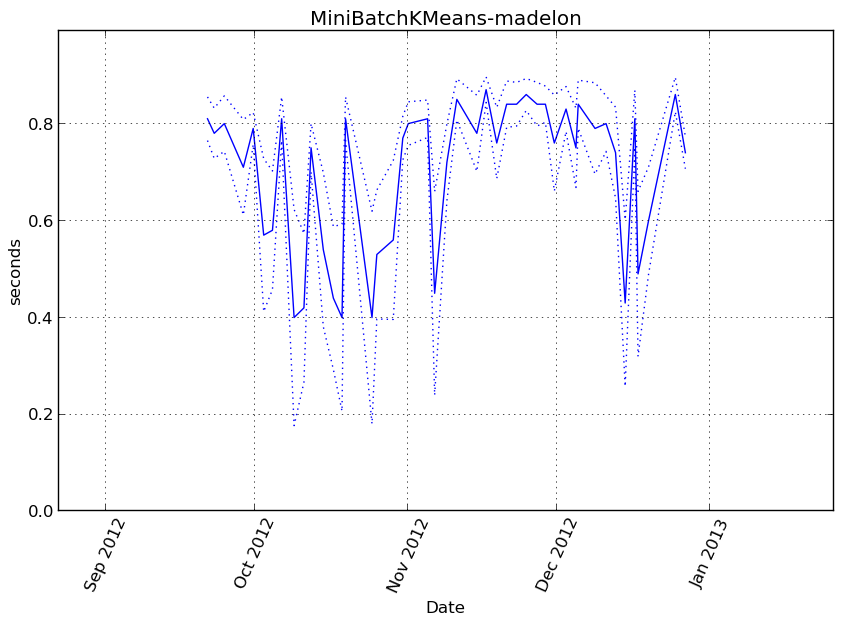 MiniBatchKMeans-madelon
seconds
0.8
0.6
0.4
0.2
0.0
Sep 2012
Oct 2012
Nov 2012
Dec 2012
Jan 2013
Date